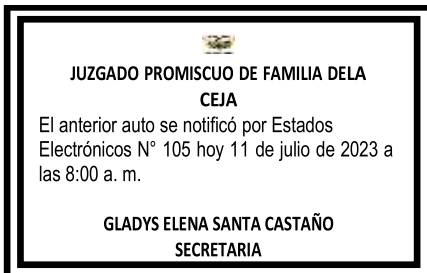 JUZGADO PROMISCUO DE FAMILIA DELA
CEJA
El anterior auto se notificó por Estados
Electrónicos N° 105 hoy 11 de julio de 2023 a
las 8:00 a. m.
GLADYS ELENA SANTA CASTAÑO
SECRETARIA